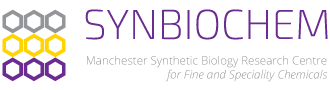 SYNBIOCHEM
Manchester Synthetic Biology Research Centre
for Fine and Speciality Chemicals